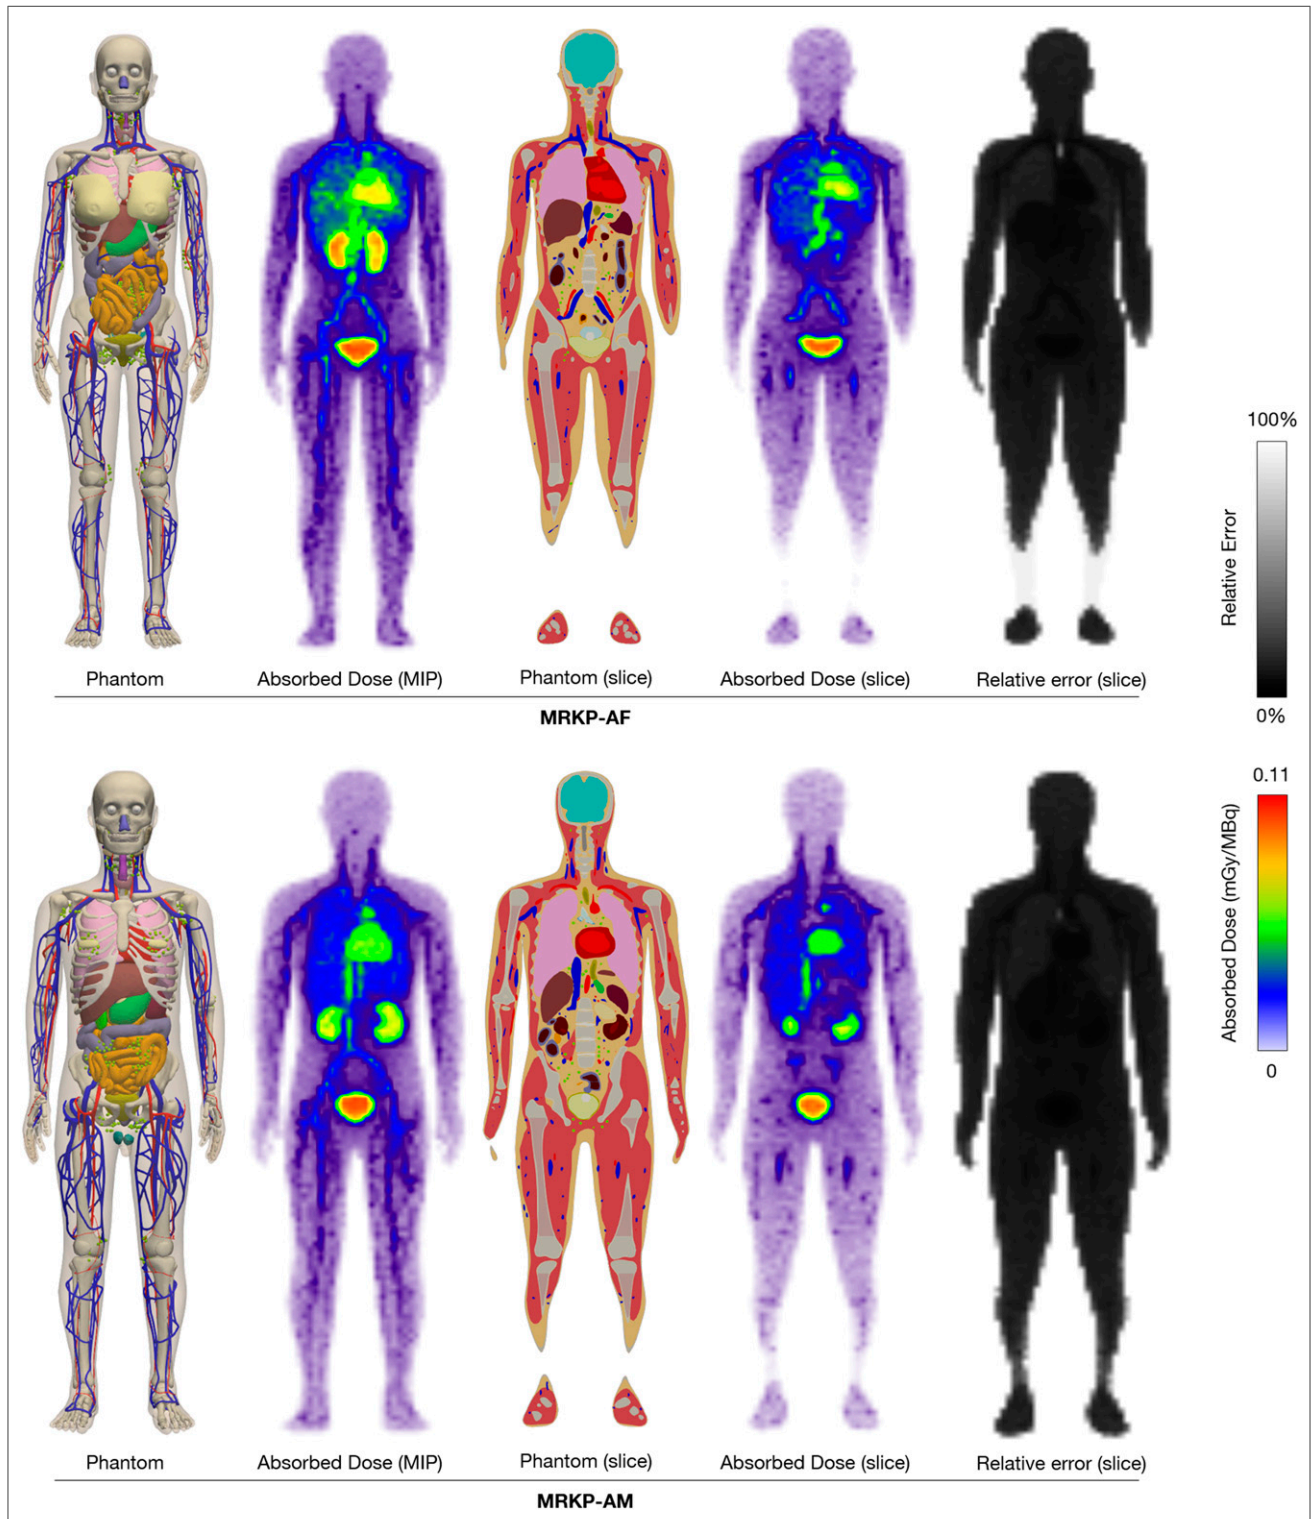 Phantom
Absorbed Dose (MIP)
Phantom (slice)
Absorbed Dose (slice)
Relative error (slice)
MRKP-AF
100%
Relative Error
0%
0.11
Absorbed Dose (mGy/MBq)
0
Phantom
Absorbed Dose (MIP)
Phantom (slice)
Absorbed Dose (slice)
Relative error (slice)
MRKP-AM